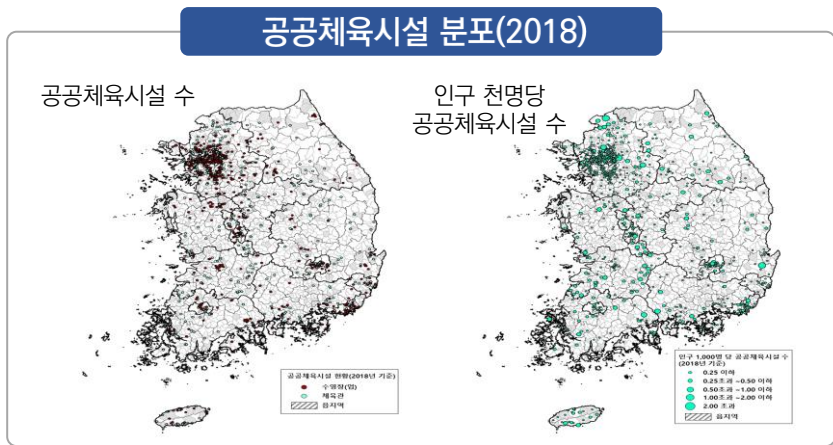 공공체육시설 분포(2018)
공공체육시설 수
인구 천명당
공공체육시설 수
공공체육시설 현황(2018년 기준)
수영장(업)
체육관
읍지역
인구 1,000명 당 공공체육시설 수
(2018년 기준)
0.25 이하
0.25초과 ~0.50 이하
0.50초과 ~1.00 이하
1.00초과 ~2.00 이하
2.00 초과
읍지역